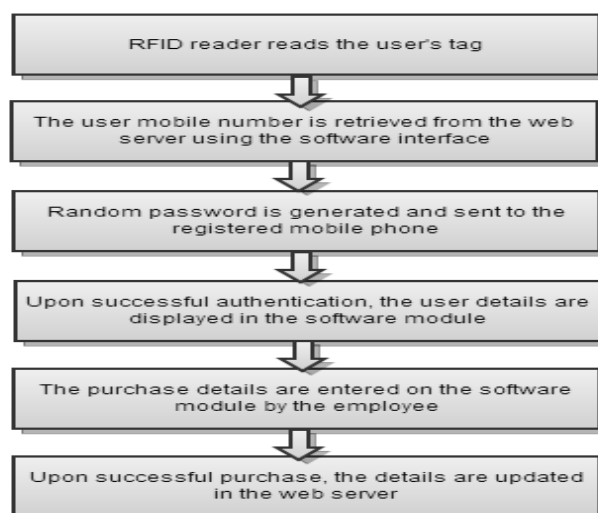 RFID reader reads the user's tag
The user mobile number is retrieved from the web
server using the software interface
Random password is generated and sent to the
registered mobile phone
Upon successful authentication, the user details are
displayed in the software module
The purchase details are entered on the software
module by the employee
Upon successful purchase, the details are updated
in the web server